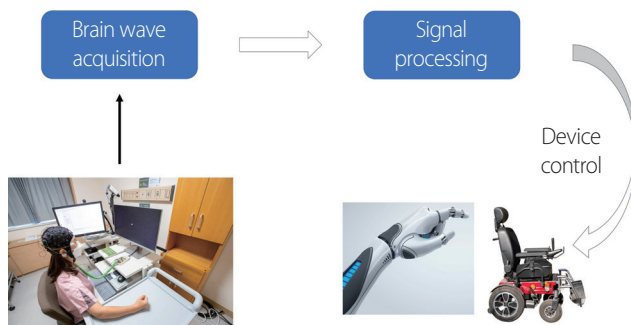 Brain wave
acquisition
Signal
processing
Device
control